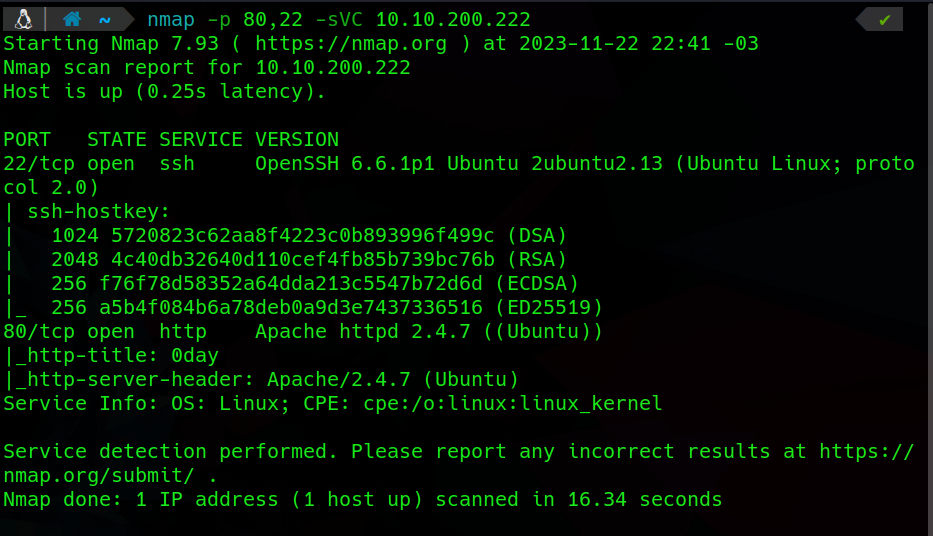 ~ nmap -p 80,22 -sVC 10.10.200.222 ✔
Starting Nmap 7.93 ( https://nmap.org ) at 2023-11-22 22:41 -03
Nmap scan report for 10.10.200.222
Host is up (0.25s latency).
PORT   STATE SERVICE VERSION
22/tcp open  ssh     OpenSSH 6.6.1p1 Ubuntu 2ubuntu2.13 (Ubuntu Linux; proto
col 2.0)
| ssh-hostkey:
|   1024 5720823c62aa8f4223c0b893996f499c (DSA)
|   2048 4c40db32640d110cef4fb85b739bc76b (RSA)
|   256 f76f78d58352a64dda213c5547b72d6d (ECDSA)
|_  256 a5b4f084b6a78deb0a9d3e7437336516 (ED25519)
80/tcp open  http    Apache httpd 2.4.7 ((Ubuntu))
|_http-title: 0day
|_http-server-header: Apache/2.4.7 (Ubuntu)
Service Info: OS: Linux; CPE: cpe:/o:linux:linux_kernel
Service detection performed. Please report any incorrect results at https://
nmap.org/submit/ .
Nmap done: 1 IP address (1 host up) scanned in 16.34 seconds